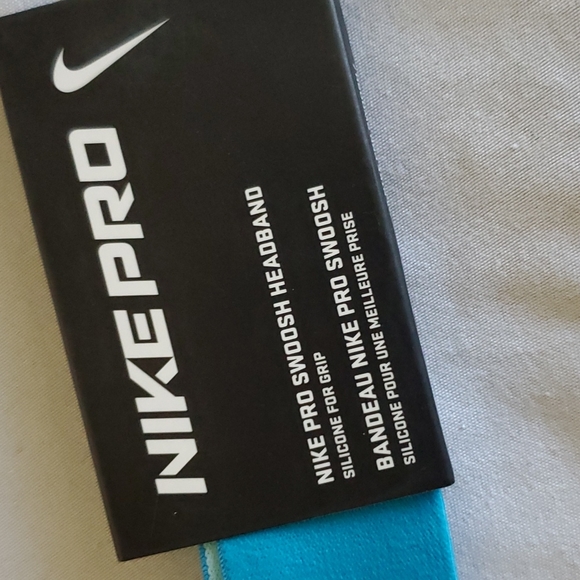 NIKE PRO
NIKE PRO SWOOSH HEADBAND
SILICONE FOR GRIP
BANDEAU NIKE PRO SWOOSH
SILICONE POUR UNE MEILLEURE PRISE